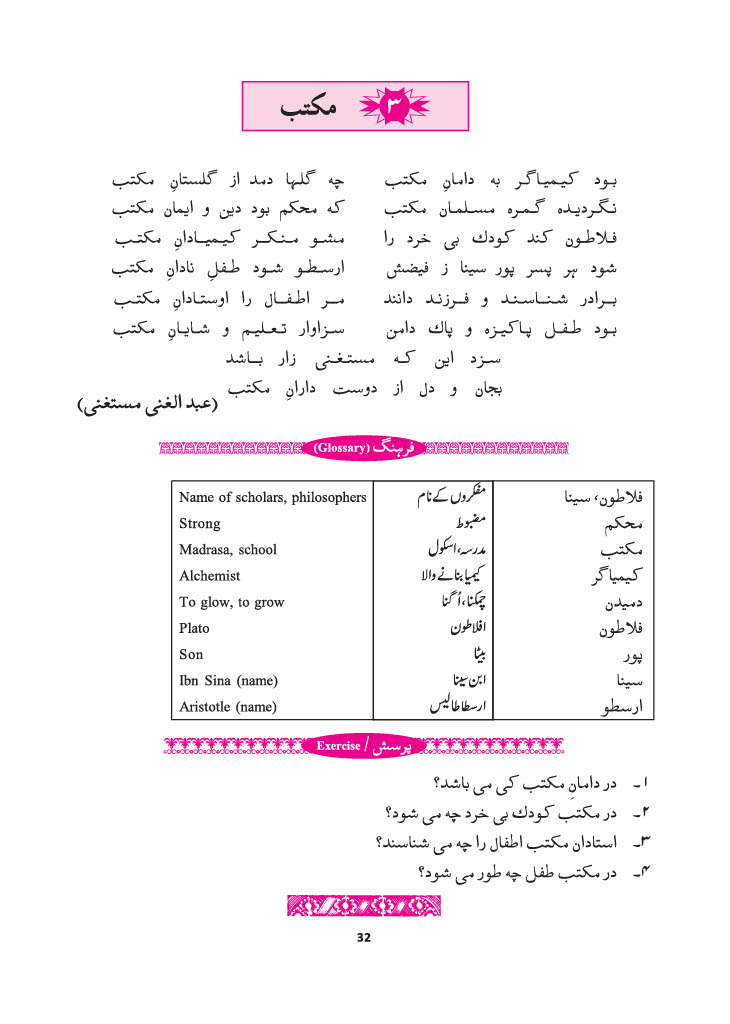 ۳ مکتب
بود کیمیاگر به دامانِ مکتب چه گلها دمد از گلستانِ مکتب
نگردیده گمره مسلمان مکتب که محکم بود دین و ایمان مکتب
فلاطون کند کودك بی خرد را مشو منکر کیمیادانِ مکتب
شود هر پسر پور سینا ز فیضش ارسطو شود طفلِ نادانِ مکتب
برادر شناسند و فرزند دانند مر اطفال را اوستادانِ مکتب
بود طفل پاکیزه و پاك دامن سزاوار تعلیم و شایانِ مکتب
سزد این که مستغنی زار باشد
بجان و دل از دوست دارانِ مکتب
(عبد الغنی مستغنی)
فرہنگ (Glossary)
فلاطون، سینا مفکروں کے نام Name of scholars, philosophers
محکم مضبوط Strong
مکتب مدرسہ، اسکول Madrasa, school
کیمیاگر کیمیا بنانے والا Alchemist
دمیدن چمکنا، اُگنا To glow, to grow
فلاطون افلاطون Plato
پور بیٹا Son
سینا ابن سینا Ibn Sina (name)
ارسطو ارسطاطالیس Aristotle (name)
پرسش / Exercise
۱۔ در دامانِ مکتب کی می باشد؟
۲۔ در مکتب کودك بی خرد چه می شود؟
۳۔ استادان مکتب اطفال را چه می شناسند؟
۴۔ در مکتب طفل چه طور می شود؟
32